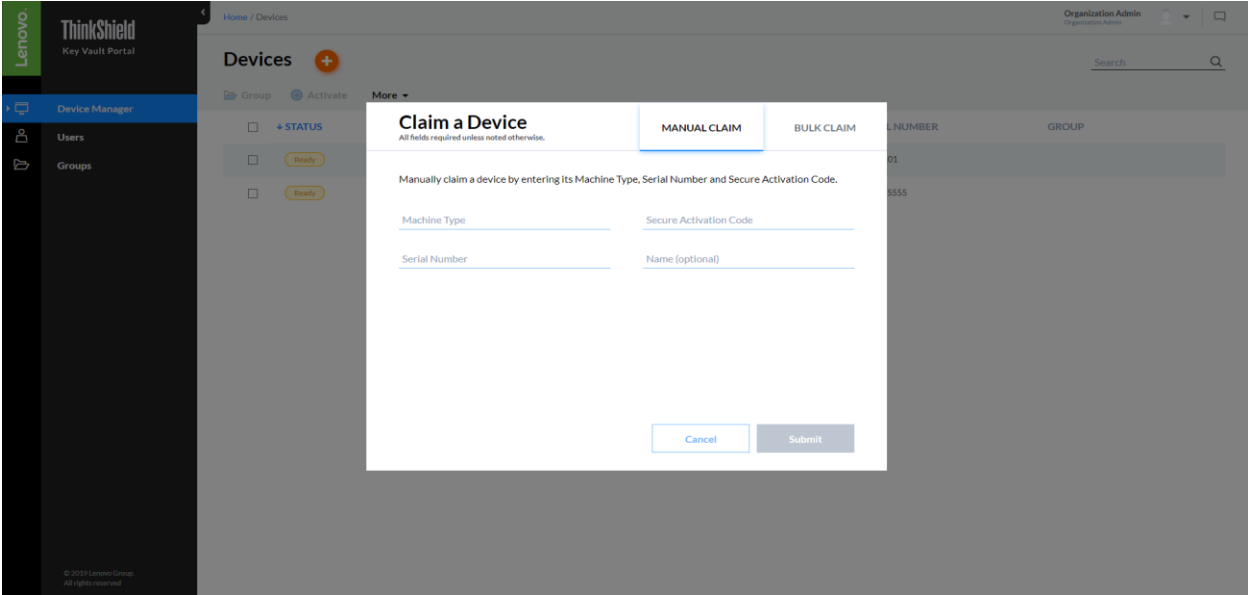 Lenovo.
ThinkShield
Key Vault Portal
Device Manager
Users
Groups
© 2019 Lenovo Group.
All rights reserved
Home / Devices
Organization Admin
Organization Admin
Devices
Search
Group Activate More
STATUS
L NUMBER
GROUP
Ready
01
Ready
5555
Claim a Device
All fields required unless noted otherwise.
MANUAL CLAIM
BULK CLAIM
Manually claim a device by entering its Machine Type, Serial Number and Secure Activation Code.
Machine Type
Secure Activation Code
Serial Number
Name (optional)
Cancel
Submit